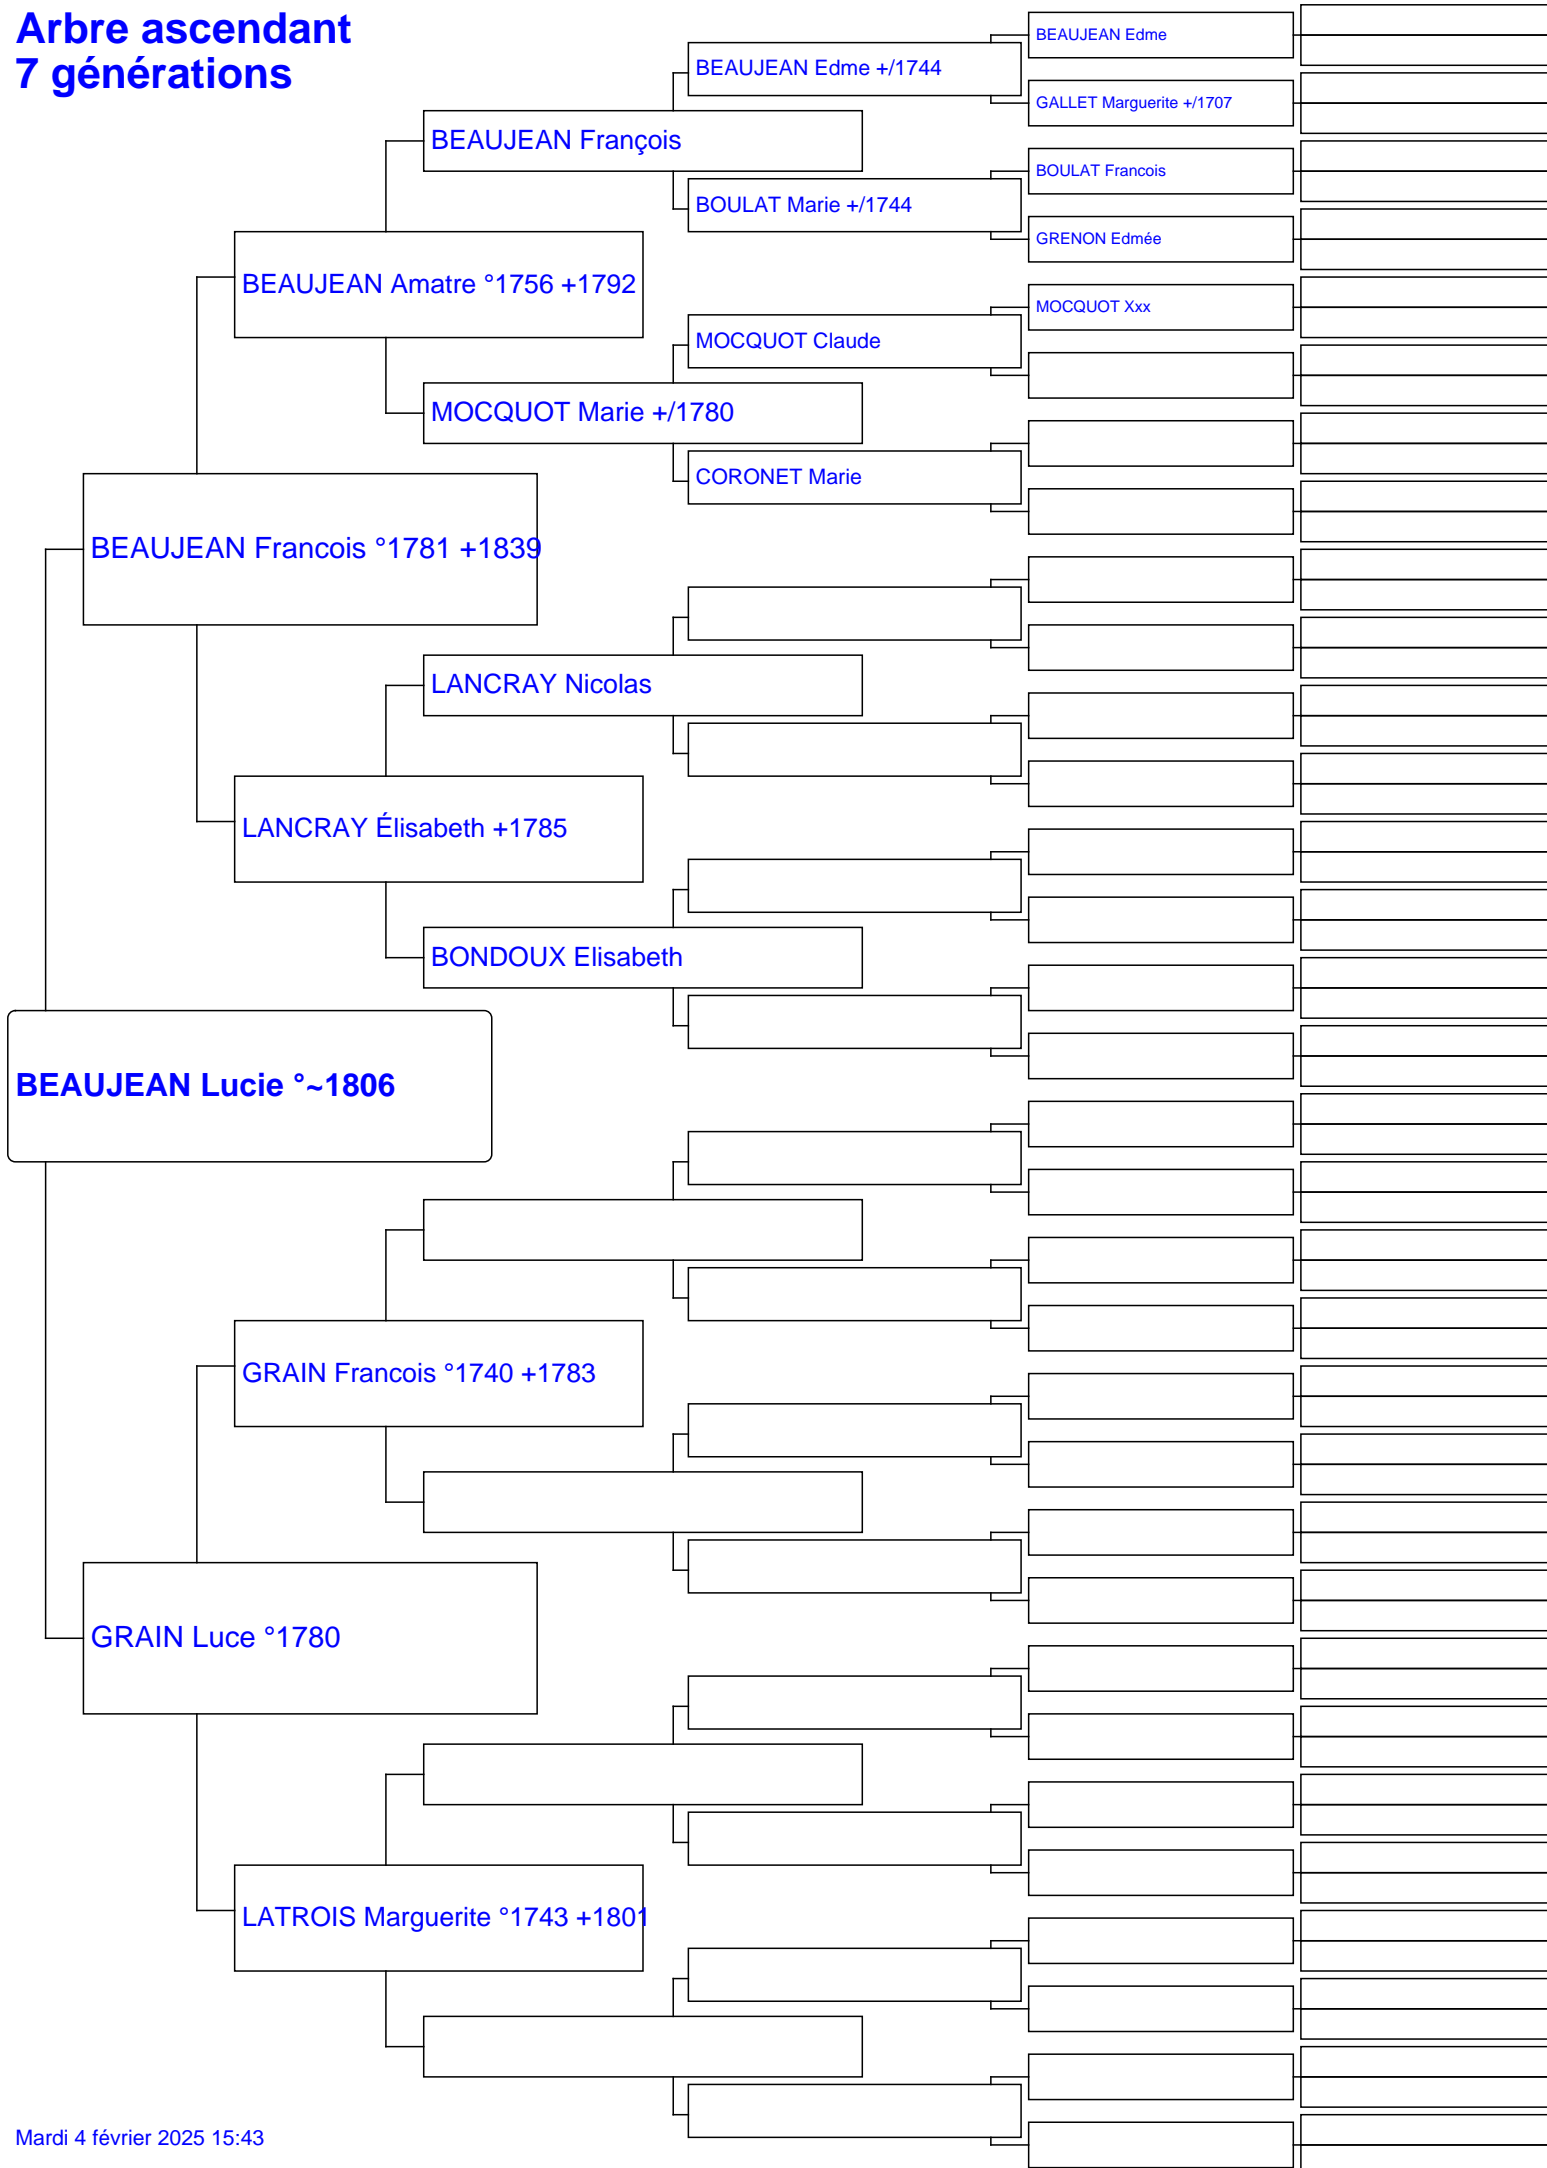 Arbre ascendant
7 générations
BEAUJEAN Edme
BEAUJEAN Edme +/1744
GALLET Marguerite +/1707
BEAUJEAN François
BOULAT Francois
BOULAT Marie +/1744
GRENON Edmée
BEAUJEAN Amatre °1756 +1792
MOCQUOT Xxx
MOCQUOT Claude
MOCQUOT Marie +/1780
CORONET Marie
BEAUJEAN Francois °1781 +1839
LANCRAY Nicolas
LANCRAY Élisabeth +1785
BONDOUX Elisabeth
BEAUJEAN Lucie °~1806
GRAIN Francois °1740 +1783
GRAIN Luce °1780
LATROIS Marguerite °1743 +1801
Mardi 4 février 2025 15:43